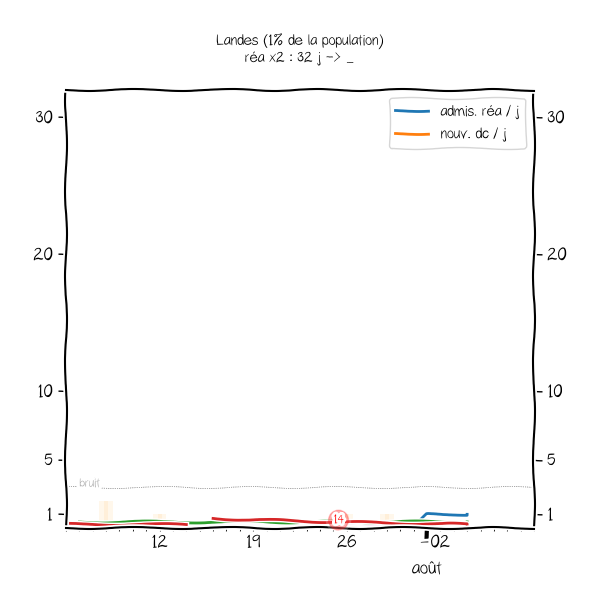 Landes (1% de la population)
réa x2 : 32 j -> _
admis. réa / j
nouv. dc / j
30
30
20
20
10
10
5
5
bruit
1
1
14
12
19
26
02
août